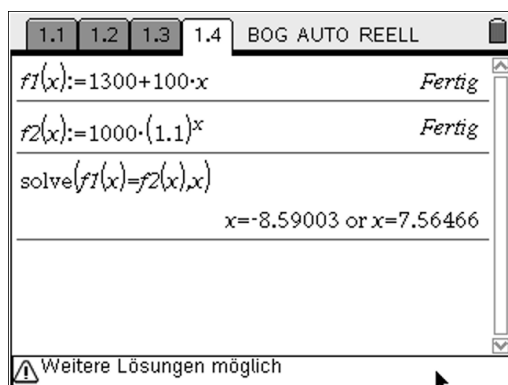 1.1 1.2 1.3 1.4 BOG AUTO REELL
f1(x):=1300+100·x Fertig
f2(x):=1000·(1.1)^x Fertig
solve(f1(x)=f2(x),x)
x=-8.59003 or x=7.56466
Weitere Lösungen möglich